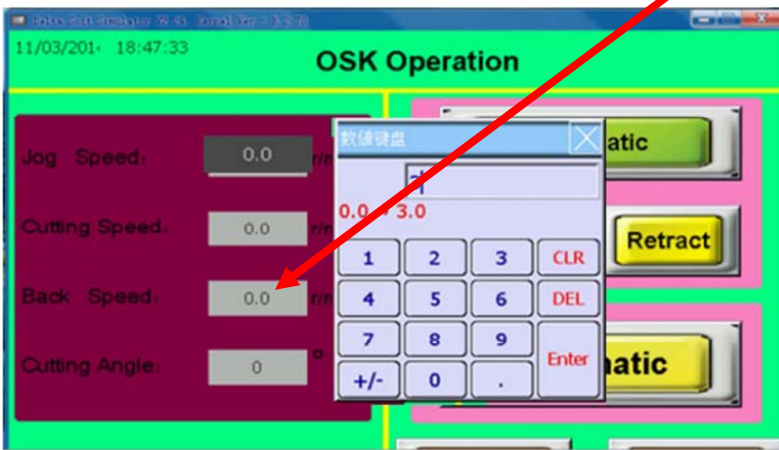 11/03/201 18:47:33
OSK Operation
Jog Speed:
0.0
Cutting Speed:
0.0
Back Speed:
0.0
Cutting Angle:
0
°
数值键盘
0.0 ~ 3.0
1 2 3 CLR
4 5 6 DEL
7 8 9
Enter
+/- 0 .
atic
Retract
atic